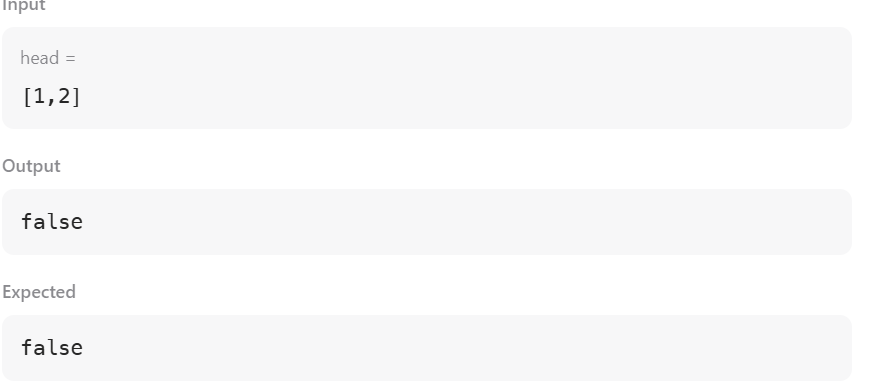 Input
head =
[1,2]
Output
false
Expected
false